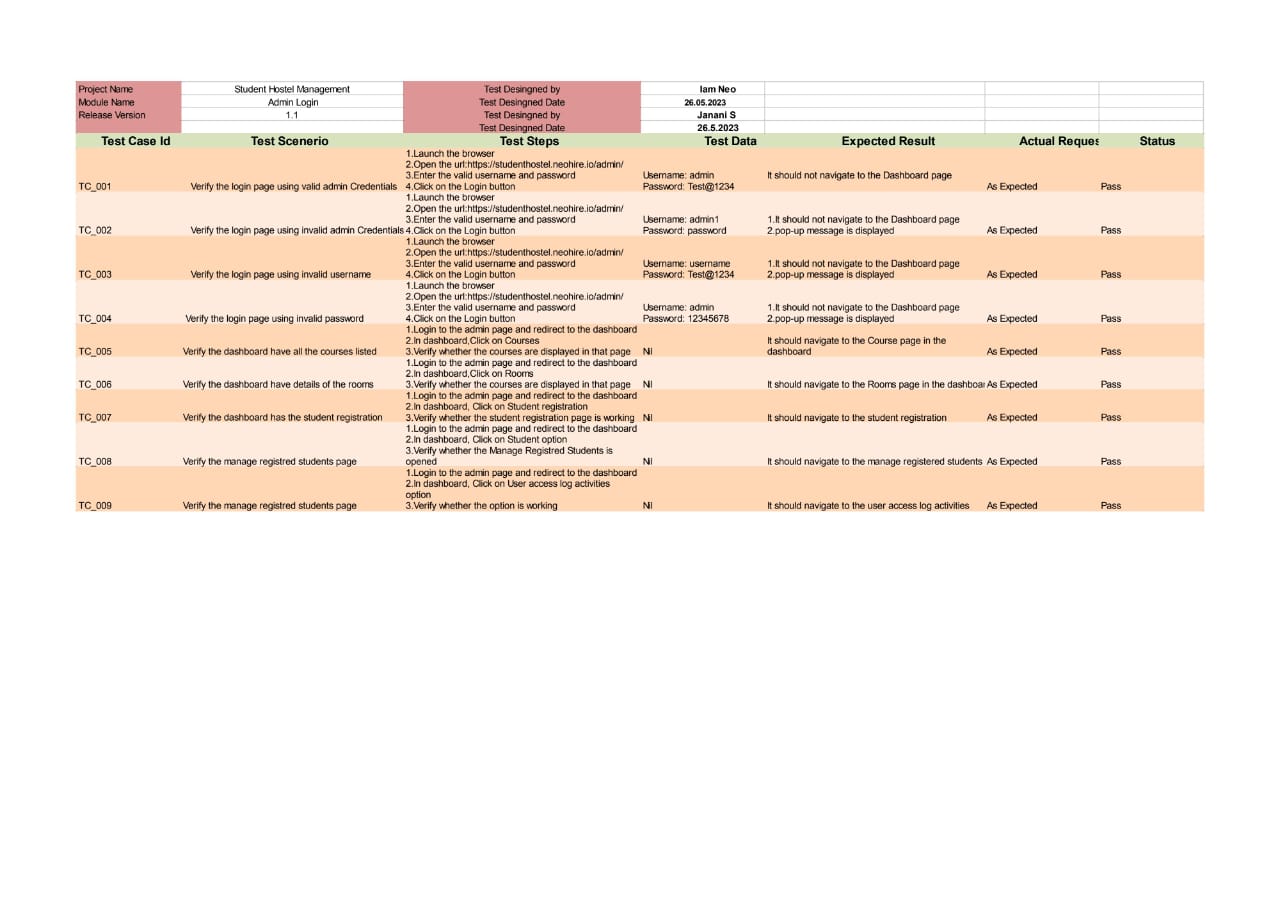 Project Name Student Hostel Management Test Desingned by Iam Neo
Module Name Admin Login Test Desingned Date 26.05.2023
Release Version 1.1 Test Desingned by Janani S
Test Desingned Date 26.5.2023
Test Case Id Test Scenerio Test Steps Test Data Expected Result Actual Reques Status
1.Launch the browser
2.Open the url:https://studenthostel.neohire.io/admin/
3.Enter the valid username and password Username: admin It should not navigate to the Dashboard page
TC_001 Verify the login page using valid admin Credentials 4.Click on the Login button Password: Test@1234 As Expected Pass
1.Launch the browser
2.Open the url:https://studenthostel.neohire.io/admin/
3.Enter the valid username and password Username: admin1 1.It should not navigate to the Dashboard page
TC_002 Verify the login page using invalid admin Credentials 4.Click on the Login button Password: password 2.pop-up message is displayed As Expected Pass
1.Launch the browser
2.Open the url:https://studenthostel.neohire.io/admin/
3.Enter the valid username and password Username: username 1.It should not navigate to the Dashboard page
TC_003 Verify the login page using invalid username 4.Click on the Login button Password: Test@1234 2.pop-up message is displayed As Expected Pass
1.Launch the browser
2.Open the url:https://studenthostel.neohire.io/admin/
3.Enter the valid username and password Username: admin 1.It should not navigate to the Dashboard page
TC_004 Verify the login page using invalid password 4.Click on the Login button Password: 12345678 2.pop-up message is displayed As Expected Pass
1.Login to the admin page and redirect to the dashboard
2.In dashboard,Click on Courses It should navigate to the Course page in the
TC_005 Verify the dashboard have all the courses listed 3.Verify whether the courses are displayed in that page Nil dashboard As Expected Pass
1.Login to the admin page and redirect to the dashboard
2.In dashboard,Click on Rooms
TC_006 Verify the dashboard have details of the rooms 3.Verify whether the courses are displayed in that page Nil It should navigate to the Rooms page in the dashboar As Expected Pass
1.Login to the admin page and redirect to the dashboard
2.In dashboard, Click on Student registration
TC_007 Verify the dashboard has the student registration 3.Verify whether the student registration page is working Nil It should navigate to the student registration As Expected Pass
1.Login to the admin page and redirect to the dashboard
2.In dashboard, Click on Student option
3.Verify whether the Manage Registred Students is
TC_008 Verify the manage registred students page opened Nil It should navigate to the manage registered students As Expected Pass
1.Login to the admin page and redirect to the dashboard
2.In dashboard, Click on User access log activities
option
TC_009 Verify the manage registred students page 3.Verify whether the option is working Nil It should navigate to the user access log activities As Expected Pass